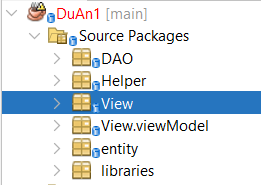 DuAn1 [main]
Source Packages
DAO
Helper
View
View.viewModel
entity
libraries